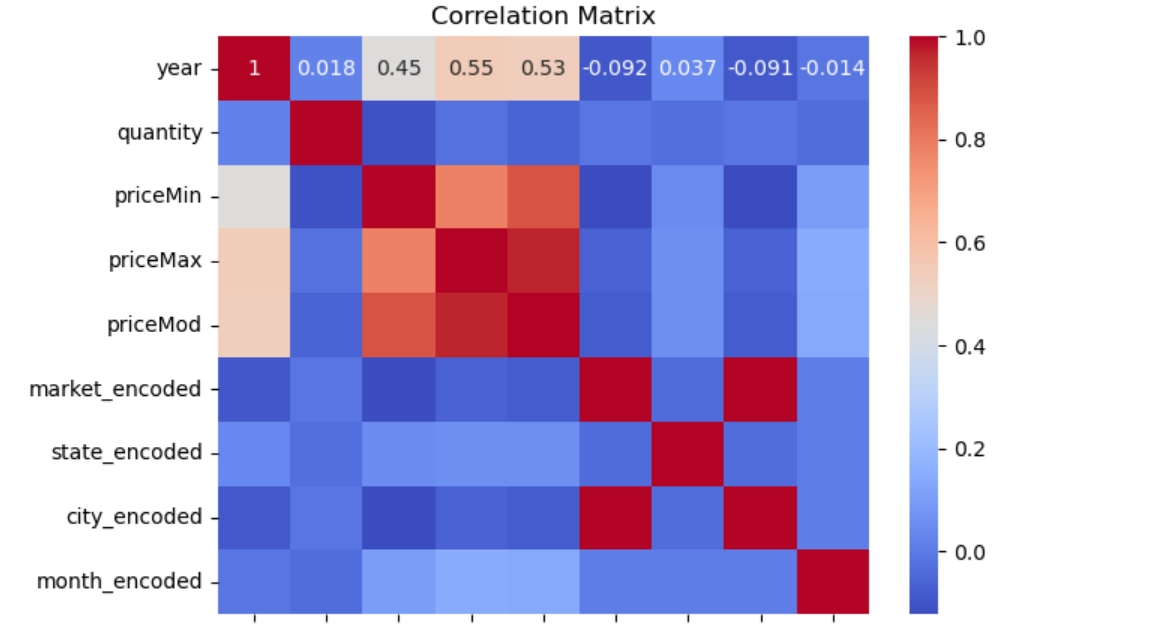 Correlation Matrix
year 1 0.018 0.45 0.55 0.53 -0.092 0.037 -0.091 -0.014
quantity
priceMin
priceMax
priceMod
market_encoded
state_encoded
city_encoded
month_encoded
1.0
0.8
0.6
0.4
0.2
0.0